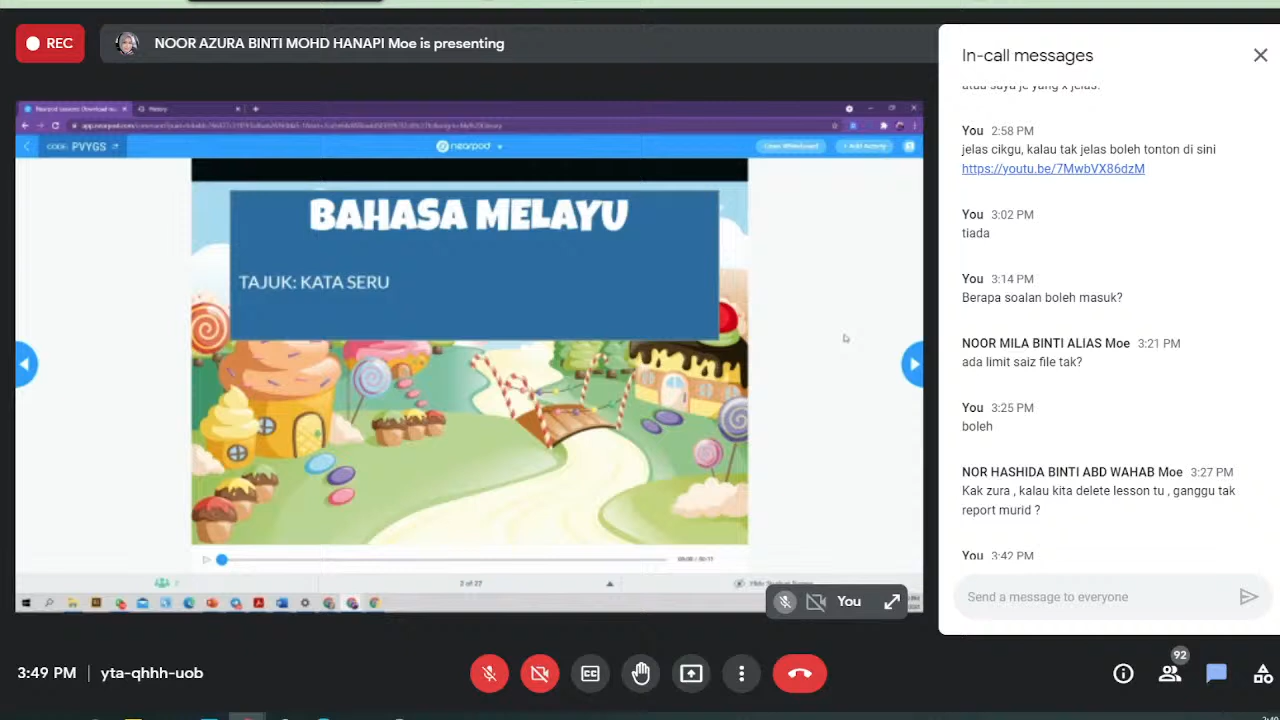 REC
NOOR AZURA BINTI MOHD HANAPI Moe is presenting
In-call messages
You 2:58 PM
jelas cikgu, kalau tak jelas boleh tonton di sini
https://youtu.be/7MwbVX86dzM
You 3:02 PM
tiada
You 3:14 PM
Berapa soalan boleh masuk?
NOOR MILA BINTI ALIAS Moe 3:21 PM
ada limit saiz file tak?
You 3:25 PM
boleh
NOR HASHIDA BINTI ABD WAHAB Moe 3:27 PM
Kak zura , kalau kita delete lesson tu , ganggu tak
report murid ?
You 3:42 PM
Send a message to everyone
CODE: PVYGS
nearpod
+ Add Activity
BAHASA MELAYU
TAJUK: KATA SERU
2 of 27
You
3:49 PM | yta-qhhh-uob
92